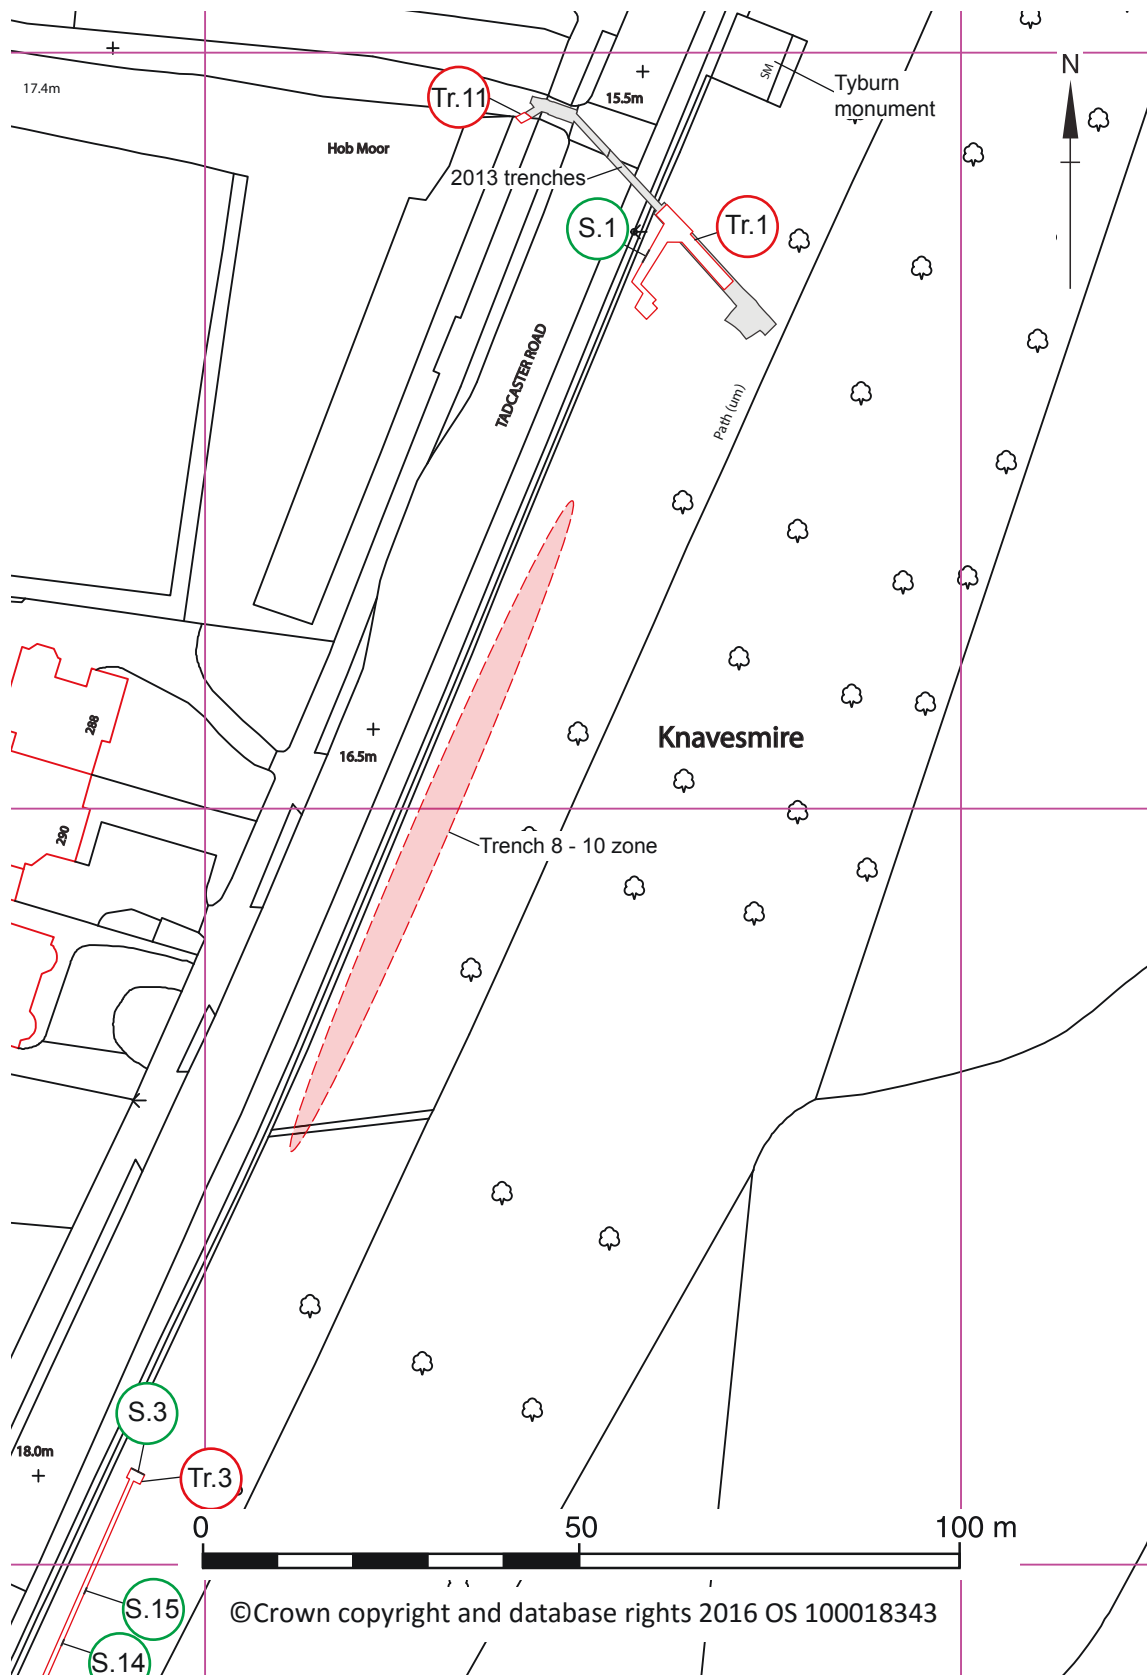 N
SM
Tyburn
monument
17.4m
Tr.11
15.5m
Hob Moor
2013 trenches
S.1
Tr.1
TADCASTER ROAD
Path (um)
288
Knavesmire
16.5m
290
Trench 8 - 10 zone
S.3
18.0m
Tr.3
0 50 100 m
S.15
©Crown copyright and database rights 2016 OS 100018343
S.14